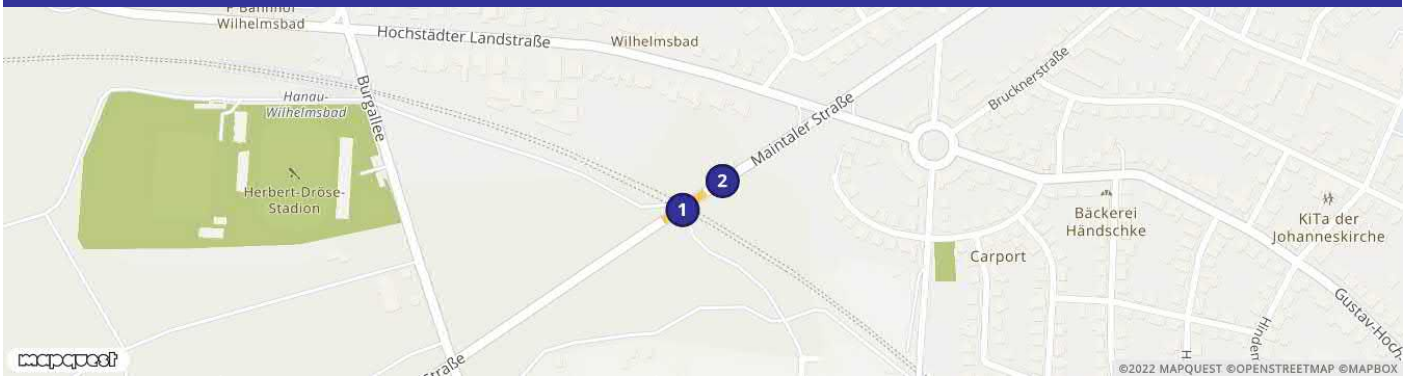 P Bahnhof
Wilhelmsbad
Hochstädter Landstraße
Wilhelmsbad
Brucknerstraße
Burgallee
Hanau-
Wilhelmsbad
Maintaler Straße
Herbert-Dröse-
Stadion
2
1
Bäckerei
Händschke
KiTa der
Johanneskirche
Carport
Gustav-Hoch-
Hinden
H
mapquest
straße
©2022 MAPQUEST ©OPENSTREETMAP ©MAPBOX